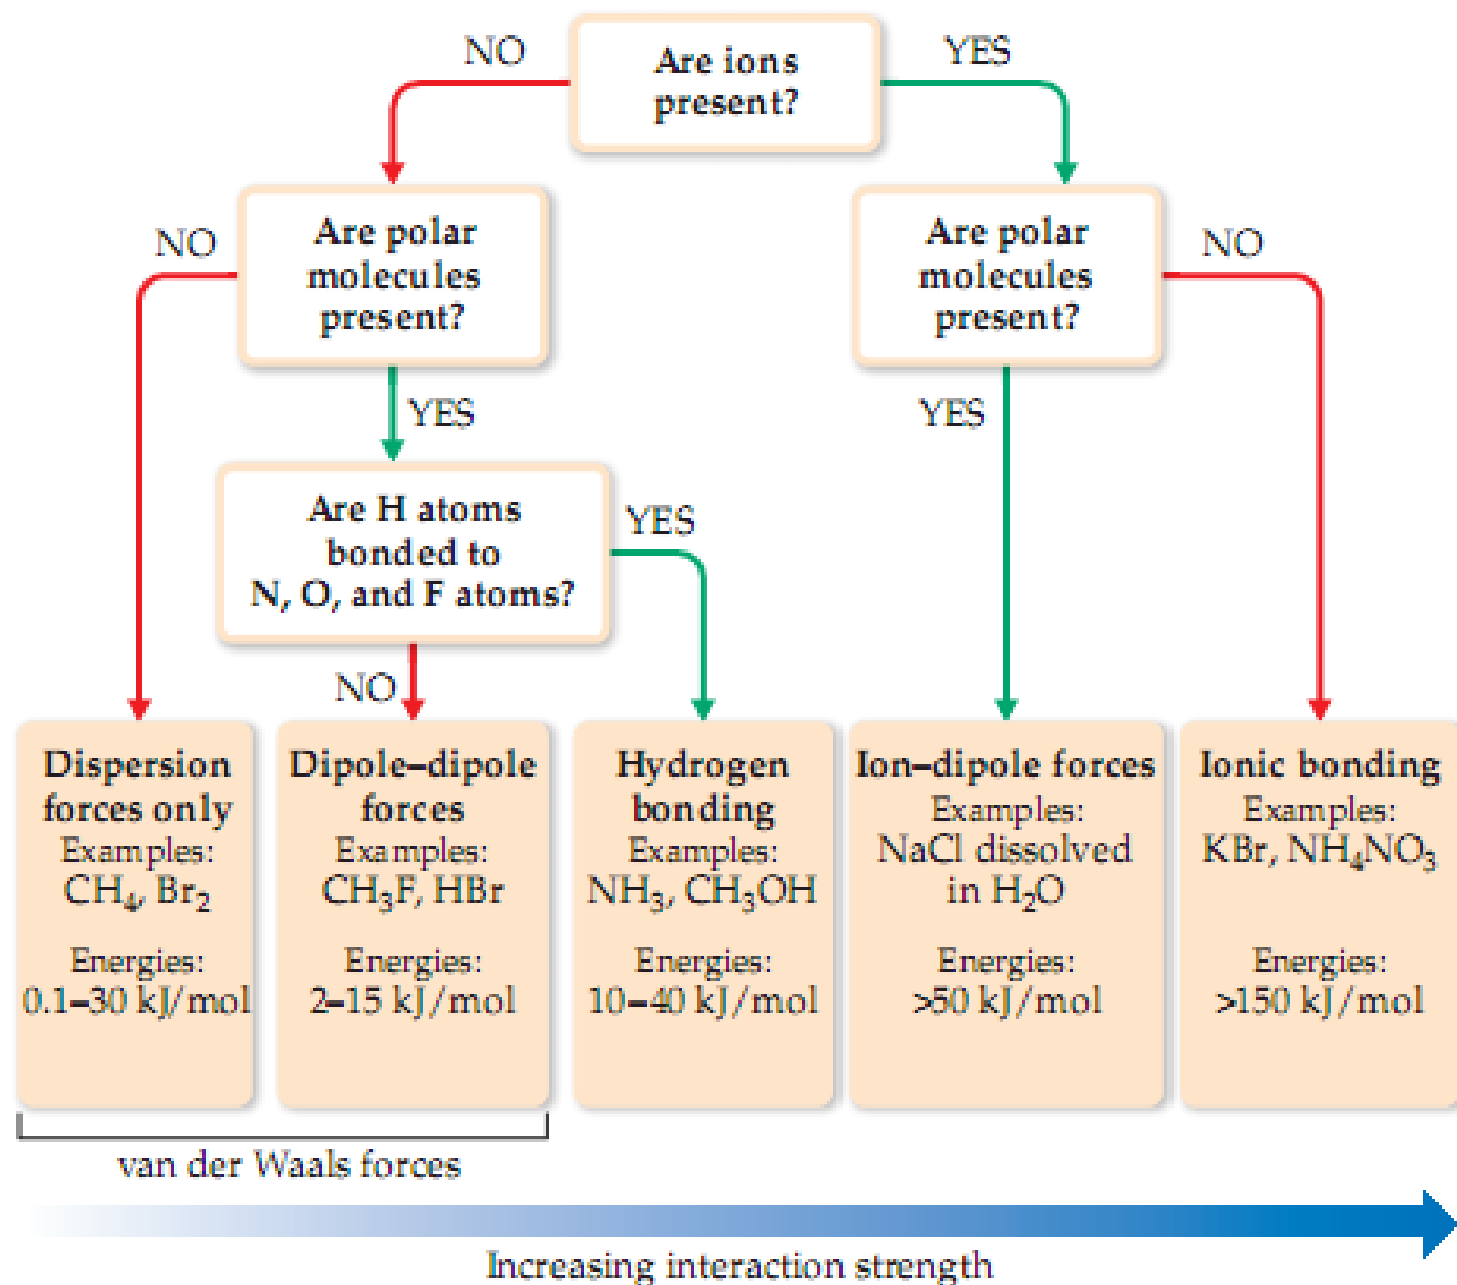 NO
Are ions
present?
YES
NO
Are polar
molecules
present?
Are polar
molecules
present?
NO
YES
YES
Are H atoms
bonded to
N, O, and F atoms?
YES
NO
Dispersion
forces only
Examples:
CH₄, Br₂
Energies:
0.1–30 kJ/mol
Dipole–dipole
forces
Examples:
CH₃F, HBr
Energies:
2–15 kJ/mol
Hydrogen
bonding
Examples:
NH₃, CH₃OH
Energies:
10–40 kJ/mol
Ion–dipole forces
Examples:
NaCl dissolved
in H₂O
Energies:
>50 kJ/mol
Ionic bonding
Examples:
KBr, NH₄NO₃
Energies:
>150 kJ/mol
van der Waals forces
Increasing interaction strength